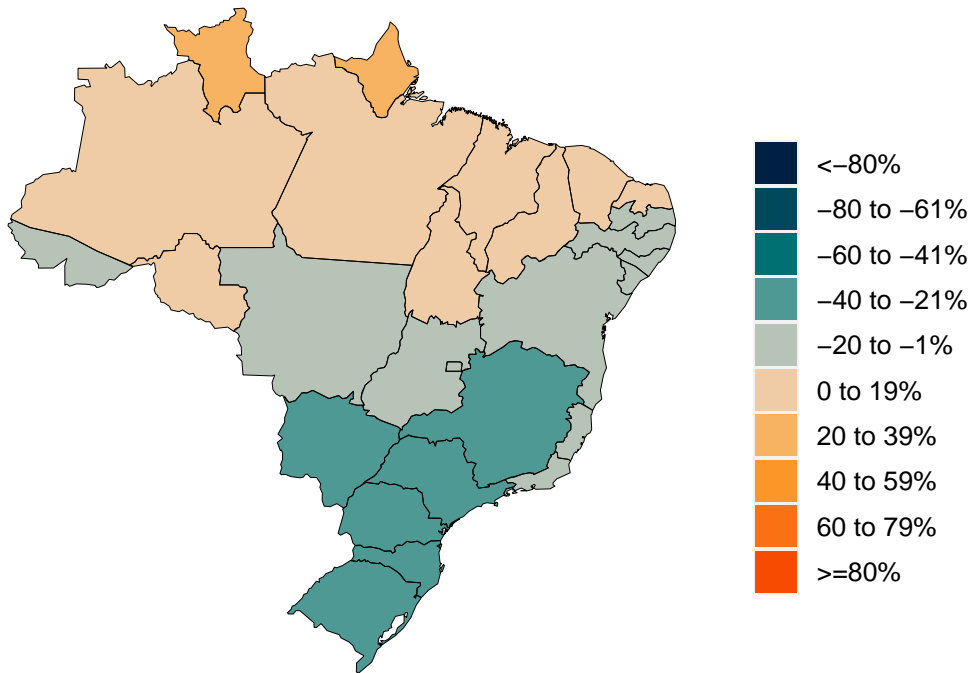 <−80%
−80 to −61%
−60 to −41%
−40 to −21%
−20 to −1%
0 to 19%
20 to 39%
40 to 59%
60 to 79%
>=80%